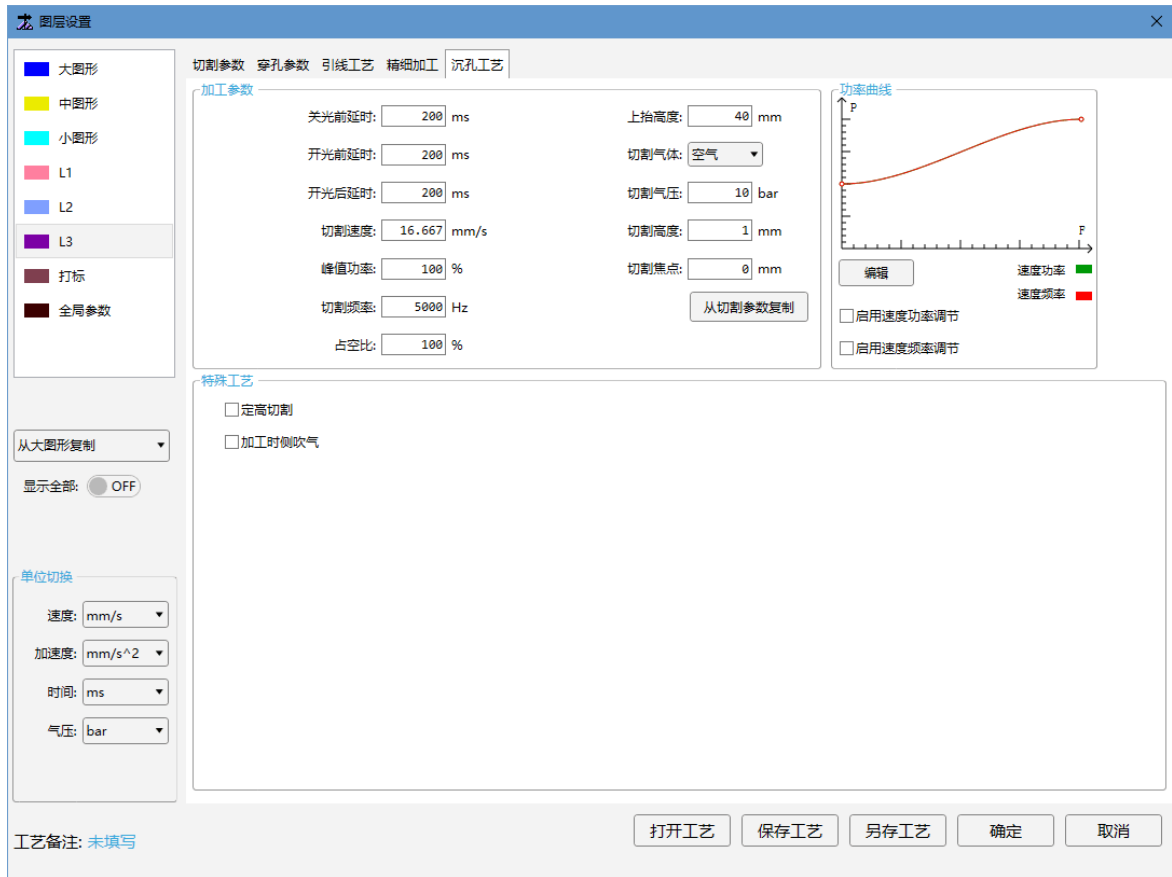 图层设置
大图形
中图形
小图形
L1
L2
L3
打标
全局参数
从大图形复制
显示全部: OFF
单位切换
速度: mm/s
加速度: mm/s^2
时间: ms
气压: bar
切割参数 穿孔参数 引线工艺 精细加工 沉孔工艺
加工参数
关光前延时: 200 ms
开光前延时: 200 ms
开光后延时: 200 ms
切割速度: 16.667 mm/s
峰值功率: 100 %
切割频率: 5000 Hz
占空比: 100 %
上抬高度: 40 mm
切割气体: 空气
切割气压: 10 bar
切割高度: 1 mm
切割焦点: 0 mm
从切割参数复制
功率曲线
P
F
编辑
速度功率
速度频率
启用速度功率调节
启用速度频率调节
特殊工艺
定高切割
加工时侧吹气
工艺备注: 未填写
打开工艺 保存工艺 另存工艺 确定 取消